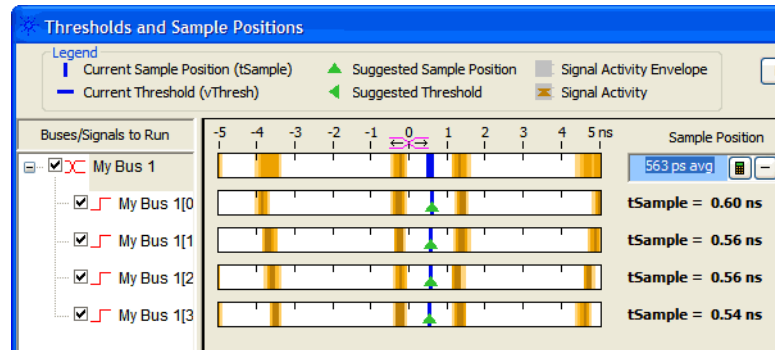 Thresholds and Sample Positions
Legend
Current Sample Position (tSample)
Suggested Sample Position
Signal Activity Envelope
Current Threshold (vThresh)
Suggested Threshold
Signal Activity
Buses/Signals to Run
-5 -4 -3 -2 -1 0 1 2 3 4 5 ns
Sample Position
My Bus 1
563 ps avg
My Bus 1[0
tSample = 0.60 ns
My Bus 1[1
tSample = 0.56 ns
My Bus 1[2
tSample = 0.56 ns
My Bus 1[3
tSample = 0.54 ns